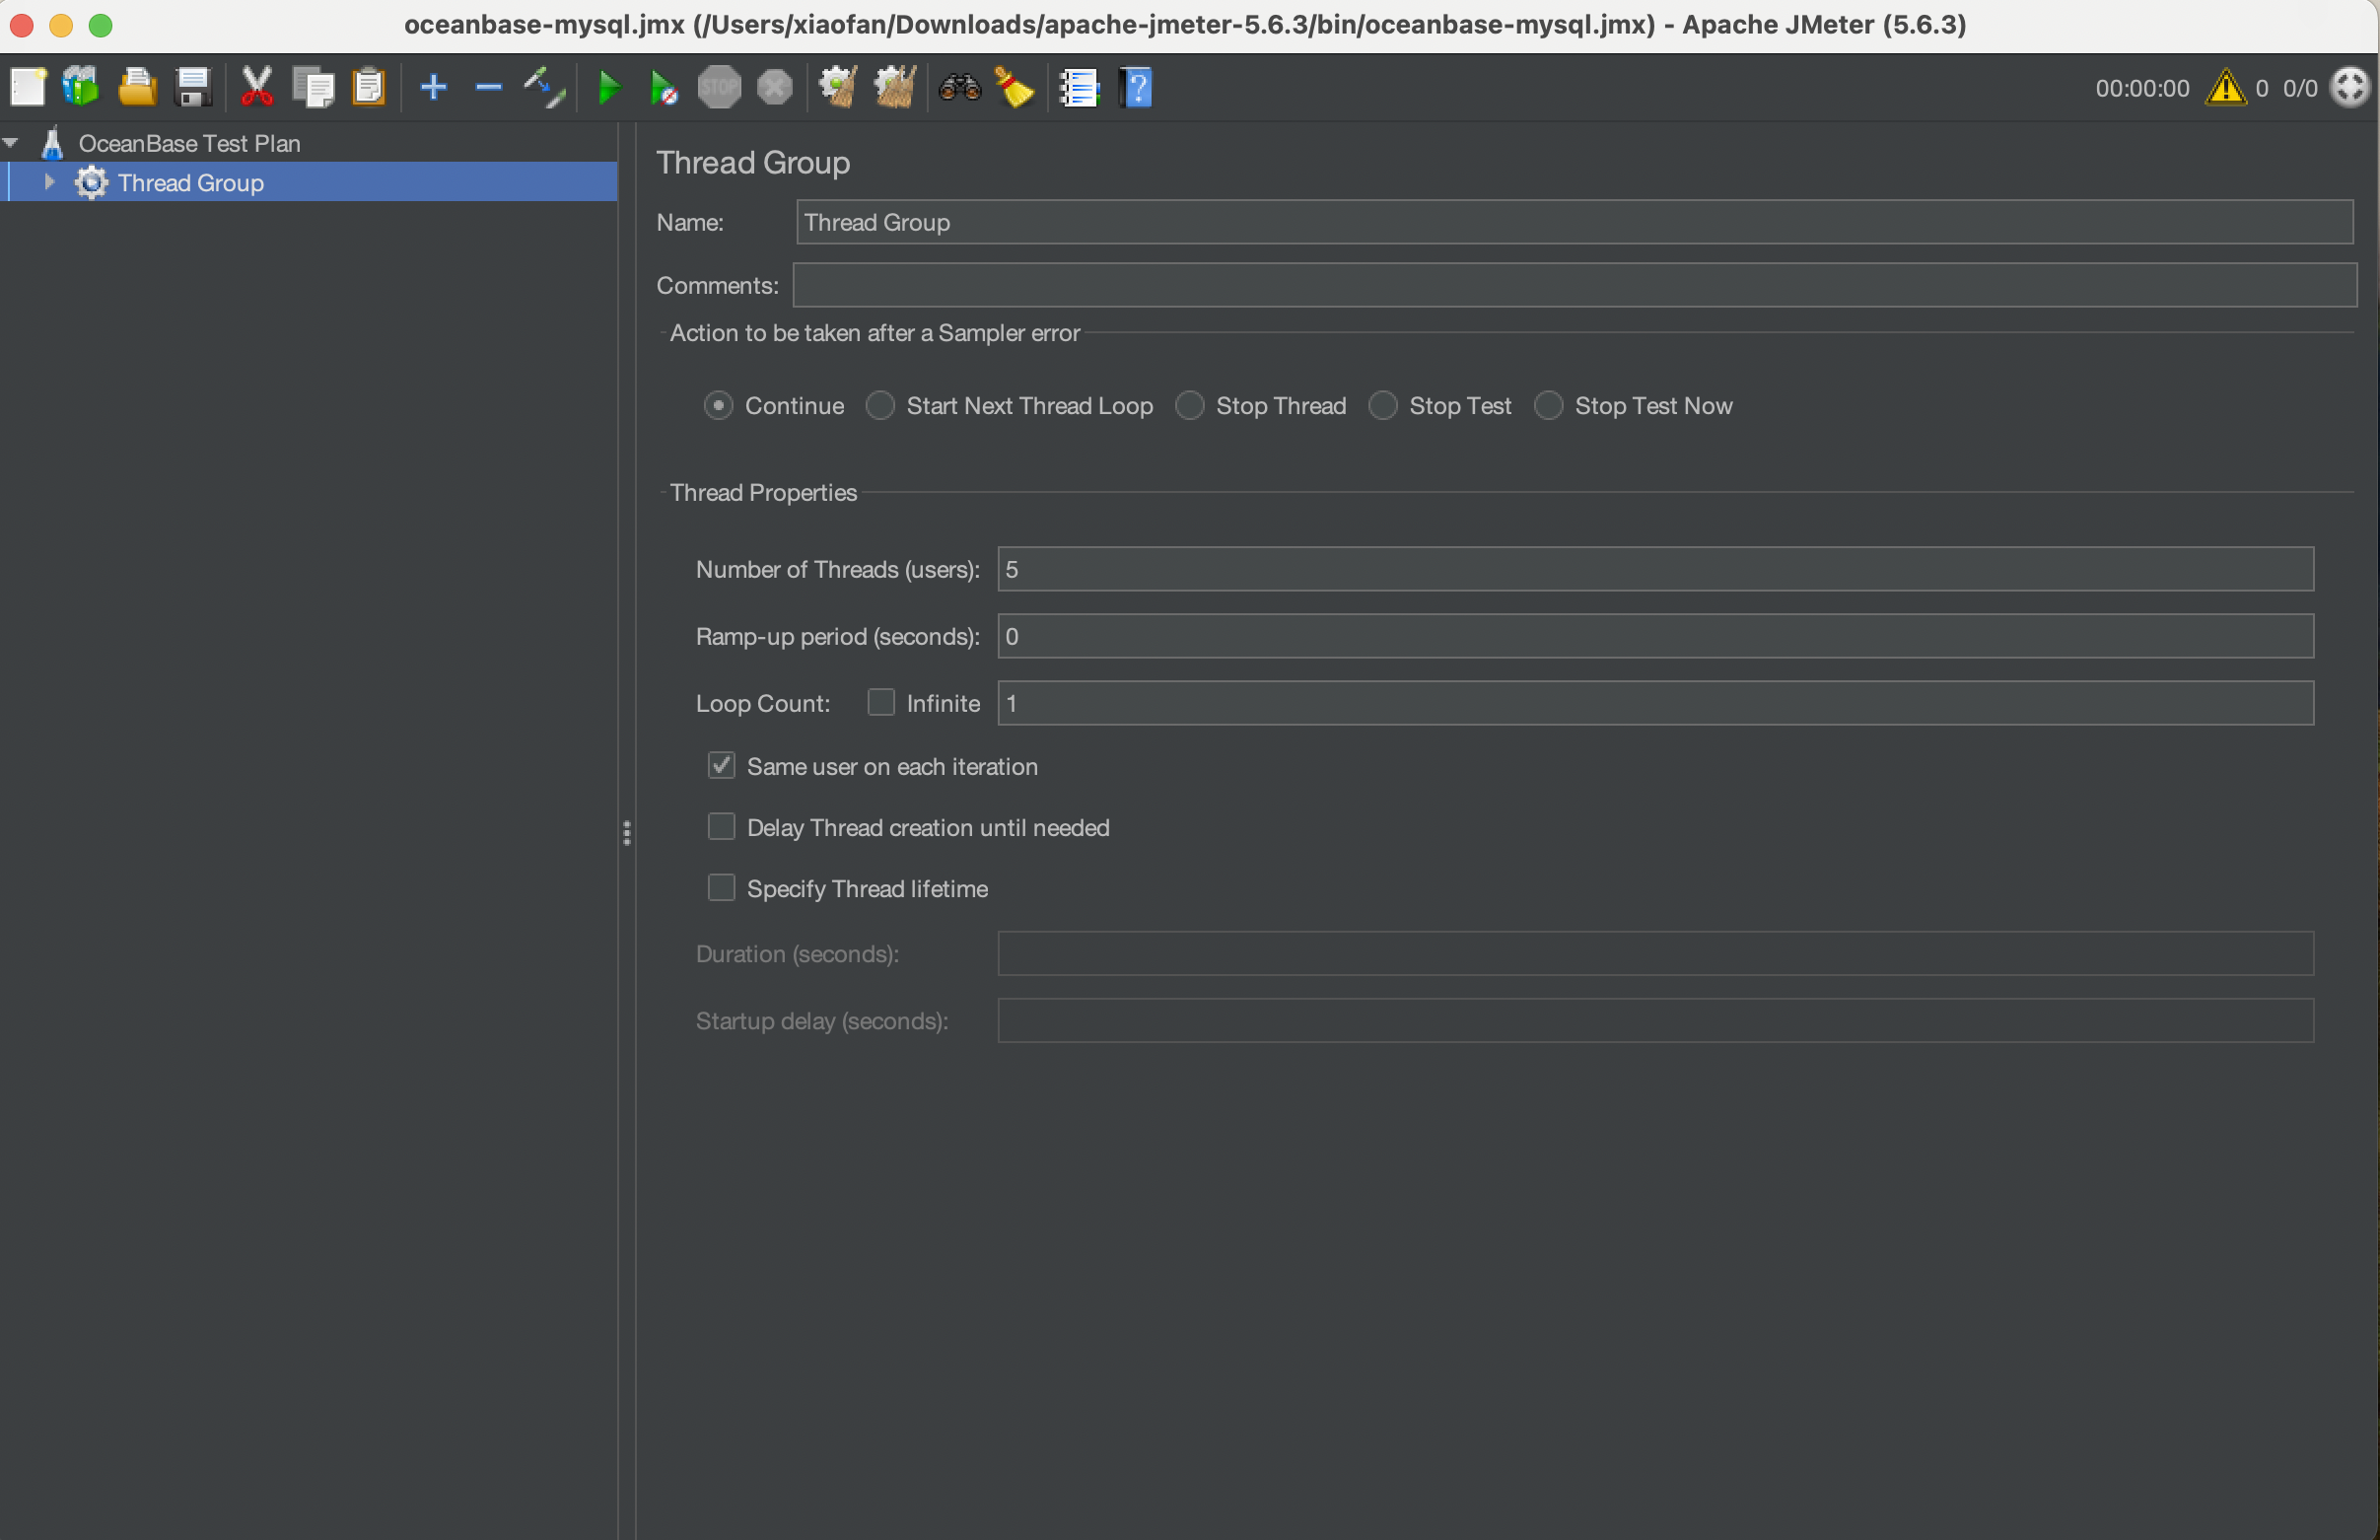 oceanbase-mysql.jmx (/Users/xiaofan/Downloads/apache-jmeter-5.6.3/bin/oceanbase-mysql.jmx) - Apache JMeter (5.6.3)
STOP
00:00:00 0 0/0
OceanBase Test Plan
Thread Group
Thread Group
Name: Thread Group
Comments:
Action to be taken after a Sampler error
Continue Start Next Thread Loop Stop Thread Stop Test Stop Test Now
Thread Properties
Number of Threads (users): 5
Ramp-up period (seconds): 0
Loop Count: Infinite 1
Same user on each iteration
Delay Thread creation until needed
Specify Thread lifetime
Duration (seconds):
Startup delay (seconds):